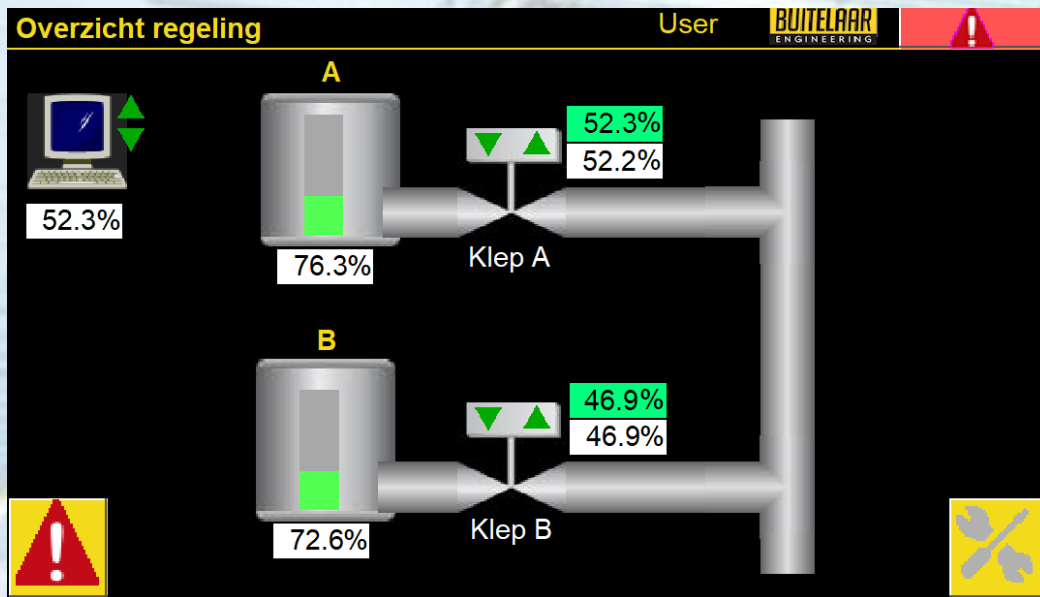 Overzicht regeling
User
BUITELAAR
ENGINEERING
A
52.3%
52.2%
52.3%
Klep A
76.3%
B
46.9%
46.9%
Klep B
72.6%